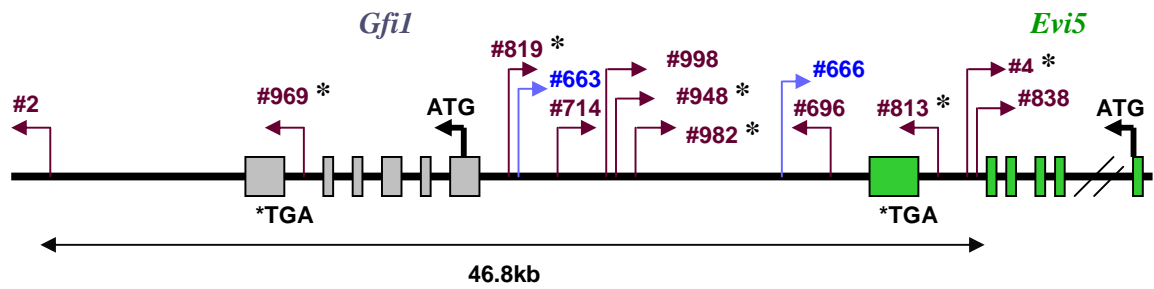 Gfi1 Evi5
#819 * #998 #4 *
#663 #666
#2 #969 * ATG #714 #948 * #696 #813 * #838 ATG
#982 *
*TGA *TGA
46.8kb